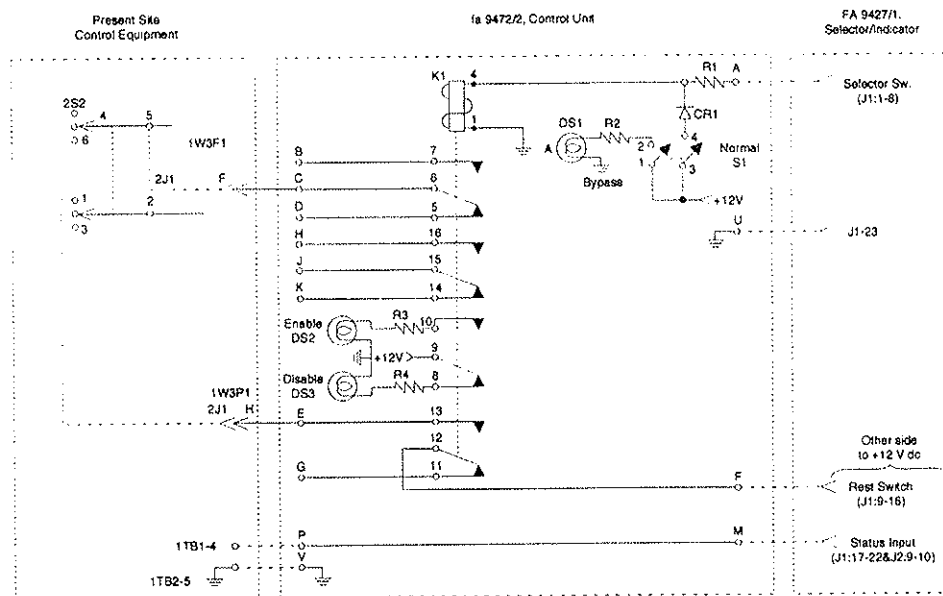 Present Site
Control Equipment
fa 9472/2, Control Unit
FA 9427/1.
Selector/Indicator
K1
4
1
R1
A
Selector Sw.
(J1:1-8)
CR1
DS1
R2
A
2
1
4
3
Normal
S1
Bypass
+12V
U
J1-23
2S2
4
5
6
1W3F1
2J1
F
1
2
3
B
7
C
6
D
5
H
16
J
15
K
14
Enable
DS2
R3
10
+12V
9
Disable
DS3
R4
8
1W3P1
2J1
H
E
13
12
G
11
Other side
to +12 V dc
F
Rest Switch
(J1:9-16)
1TB1-4
P
M
Status Input
(J1:17-22&J2:9-10)
V
1TB2-5